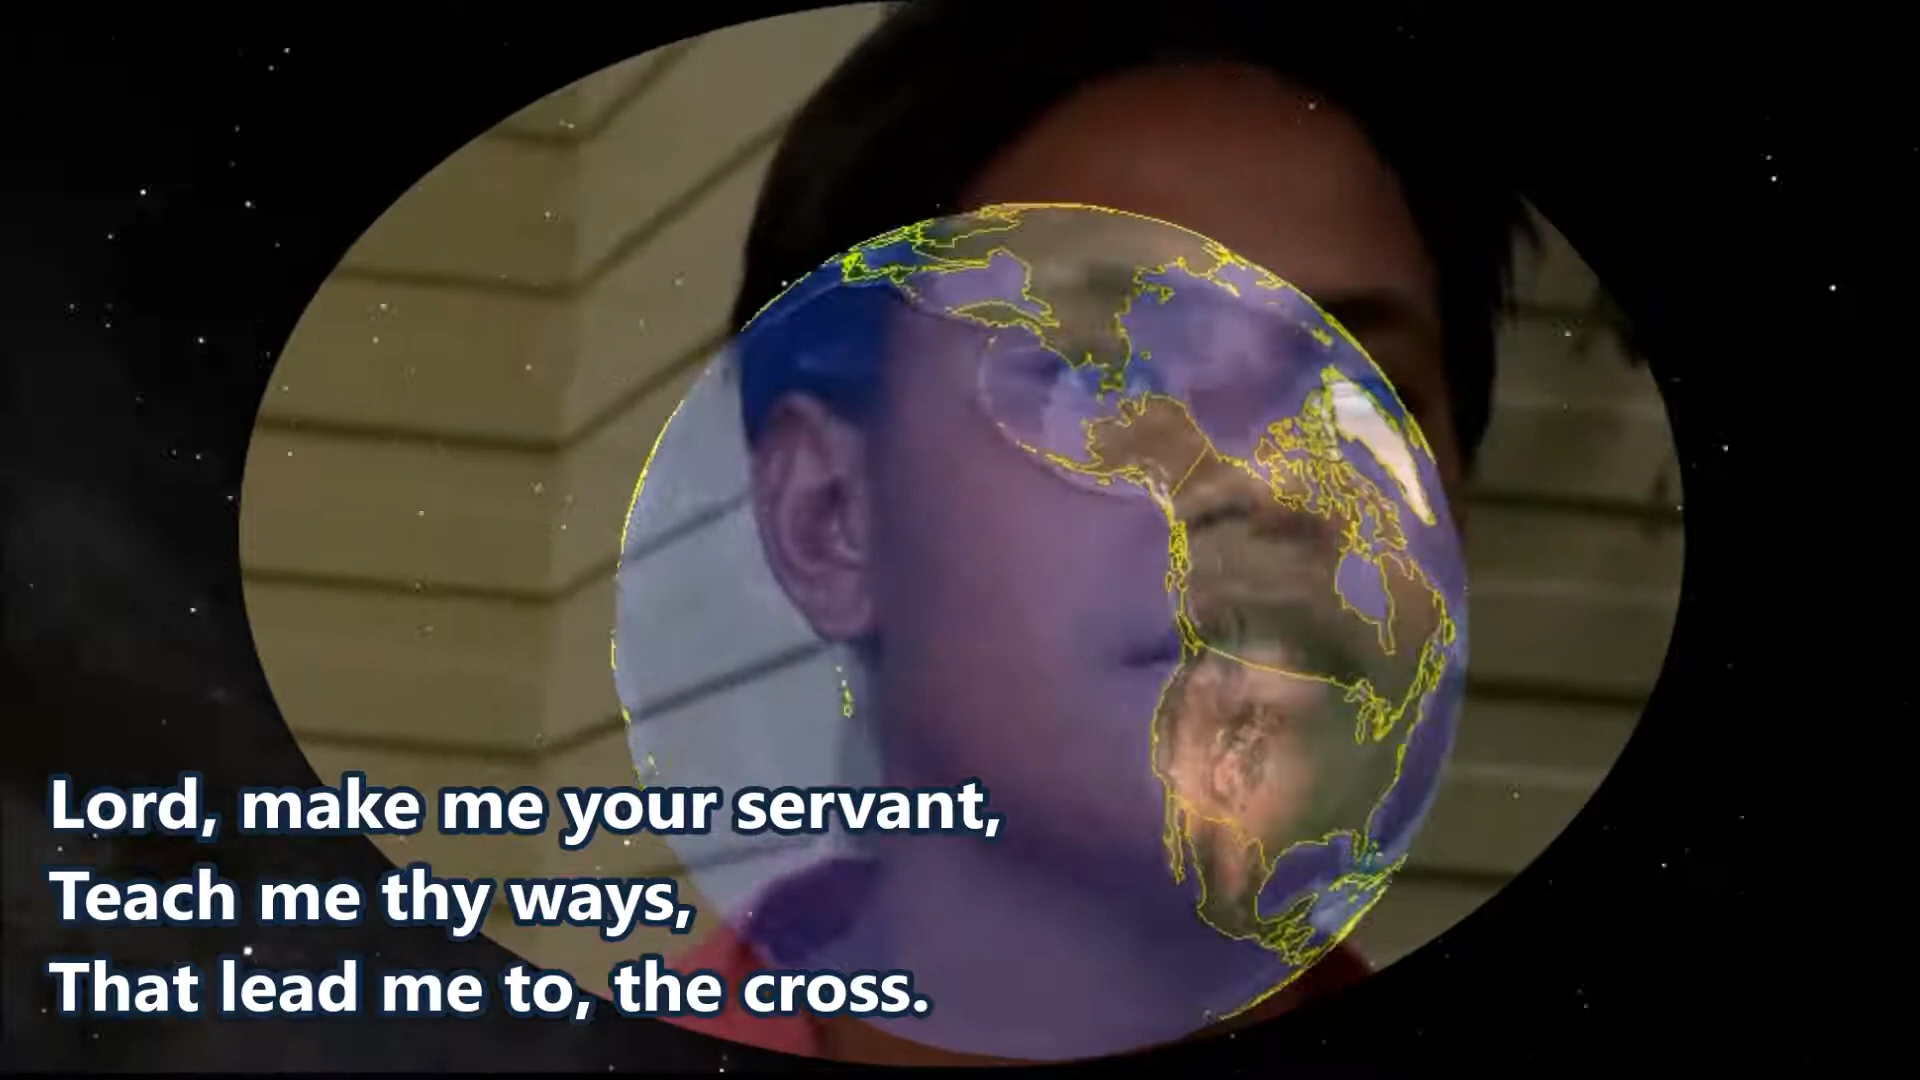 Lord, make me your servant,
Teach me thy ways,
That lead me to, the cross.